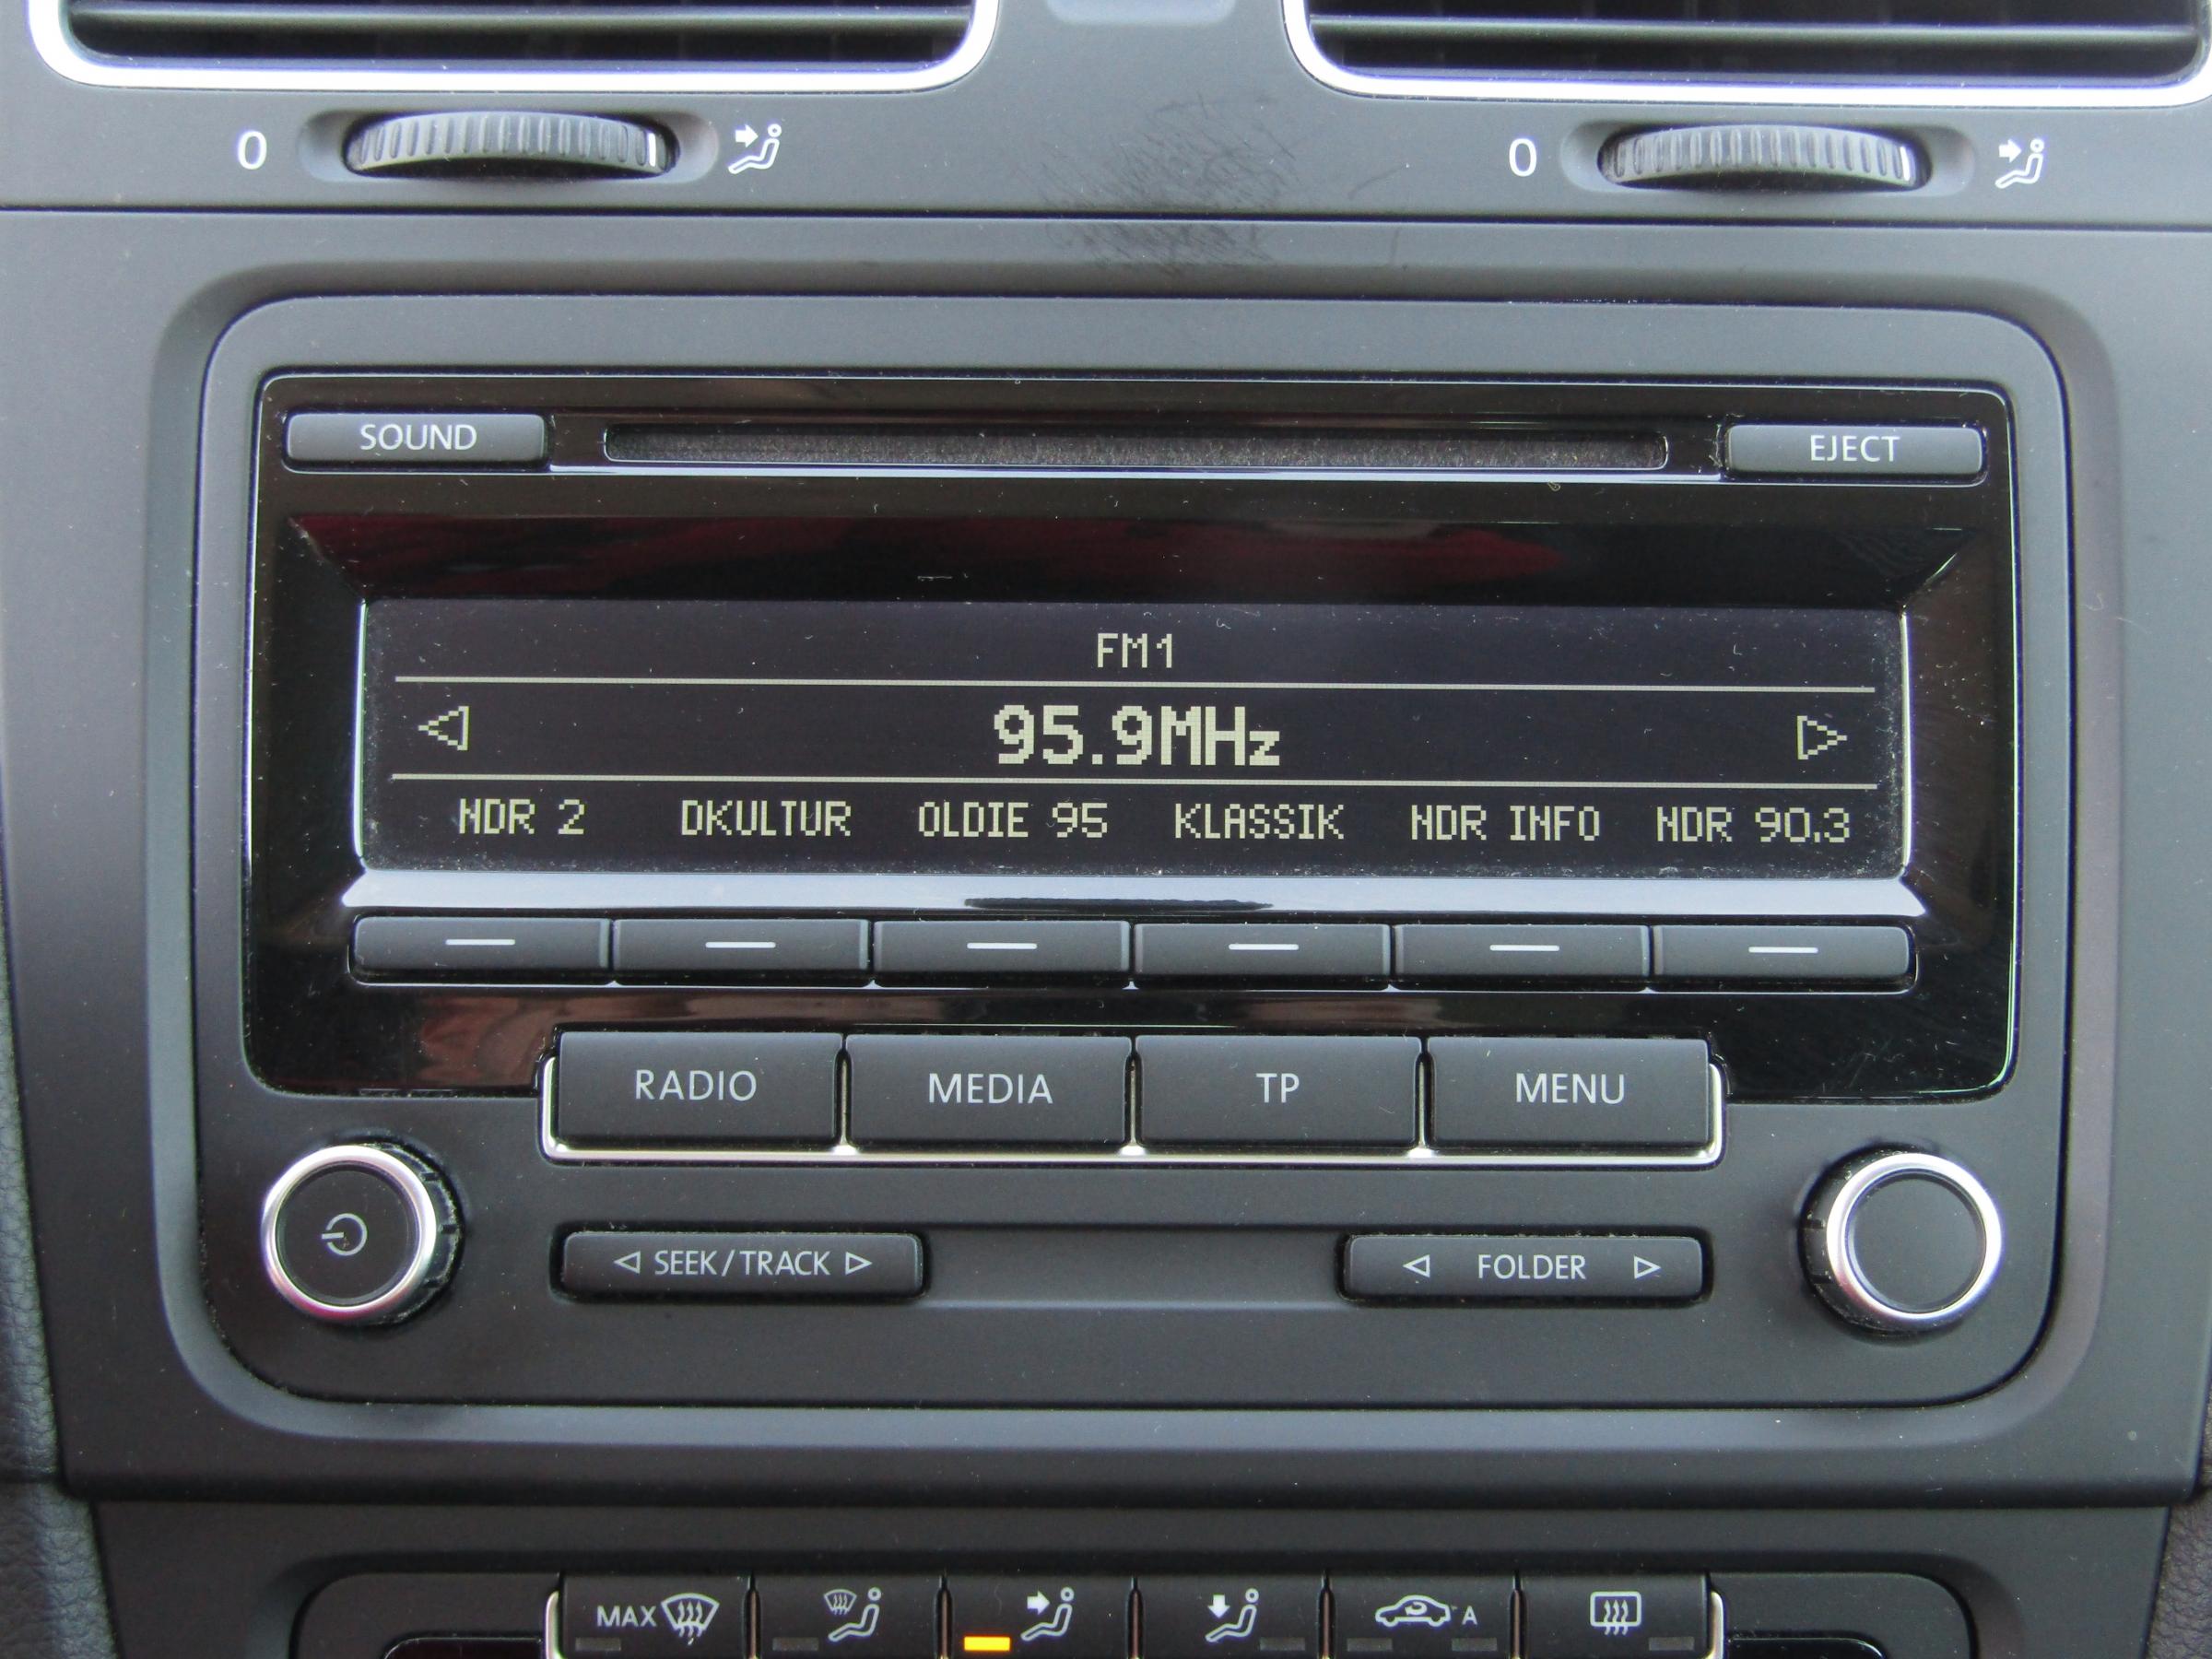 0 0
SOUND EJECT
FM1
95.9MHz
NDR 2 DKULTUR OLDIE 95 KLASSIK NDR INFO NDR 90.3
RADIO MEDIA TP MENU
SEEK/TRACK FOLDER
MAX A